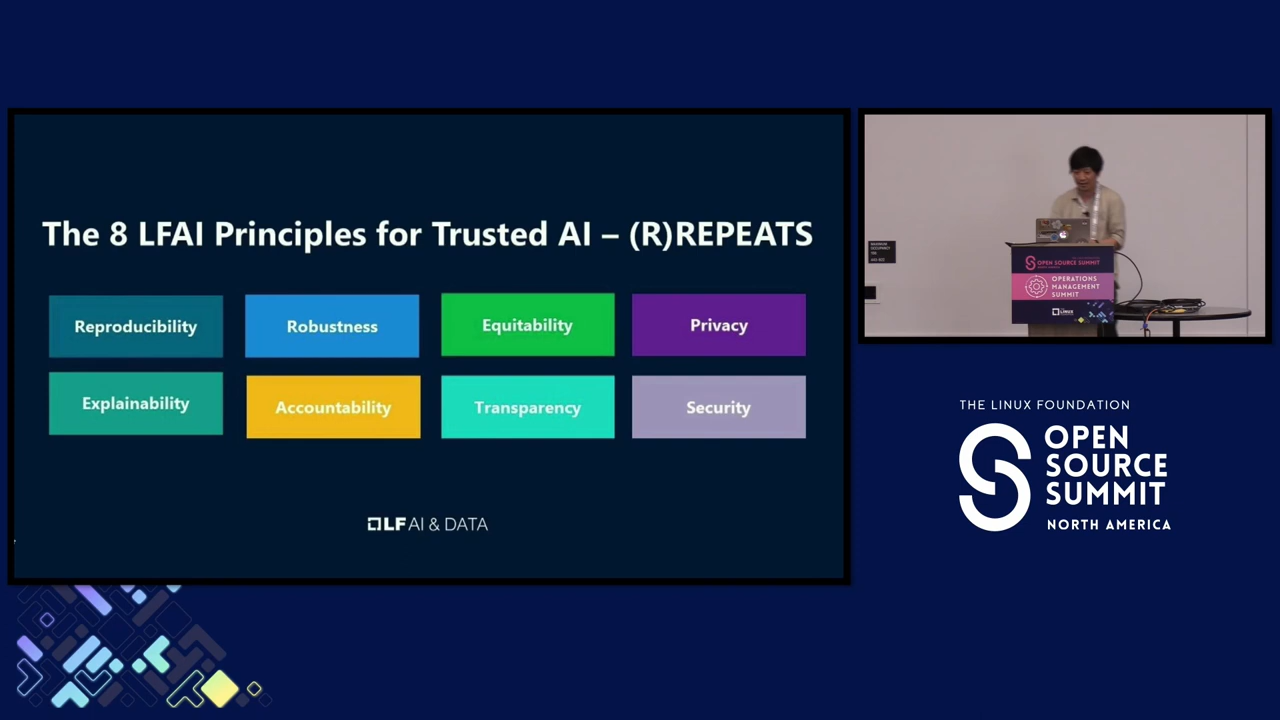 The 8 LFAI Principles for Trusted AI – (R)REPEATS
Reproducibility
Robustness
Equitability
Privacy
Explainability
Accountability
Transparency
Security
LF AI & DATA
OPEN SOURCE SUMMIT
OPERATIONS
MANAGEMENT
SUMMIT
LINUX
THE LINUX FOUNDATION
OPEN
SOURCE
SUMMIT
NORTH AMERICA